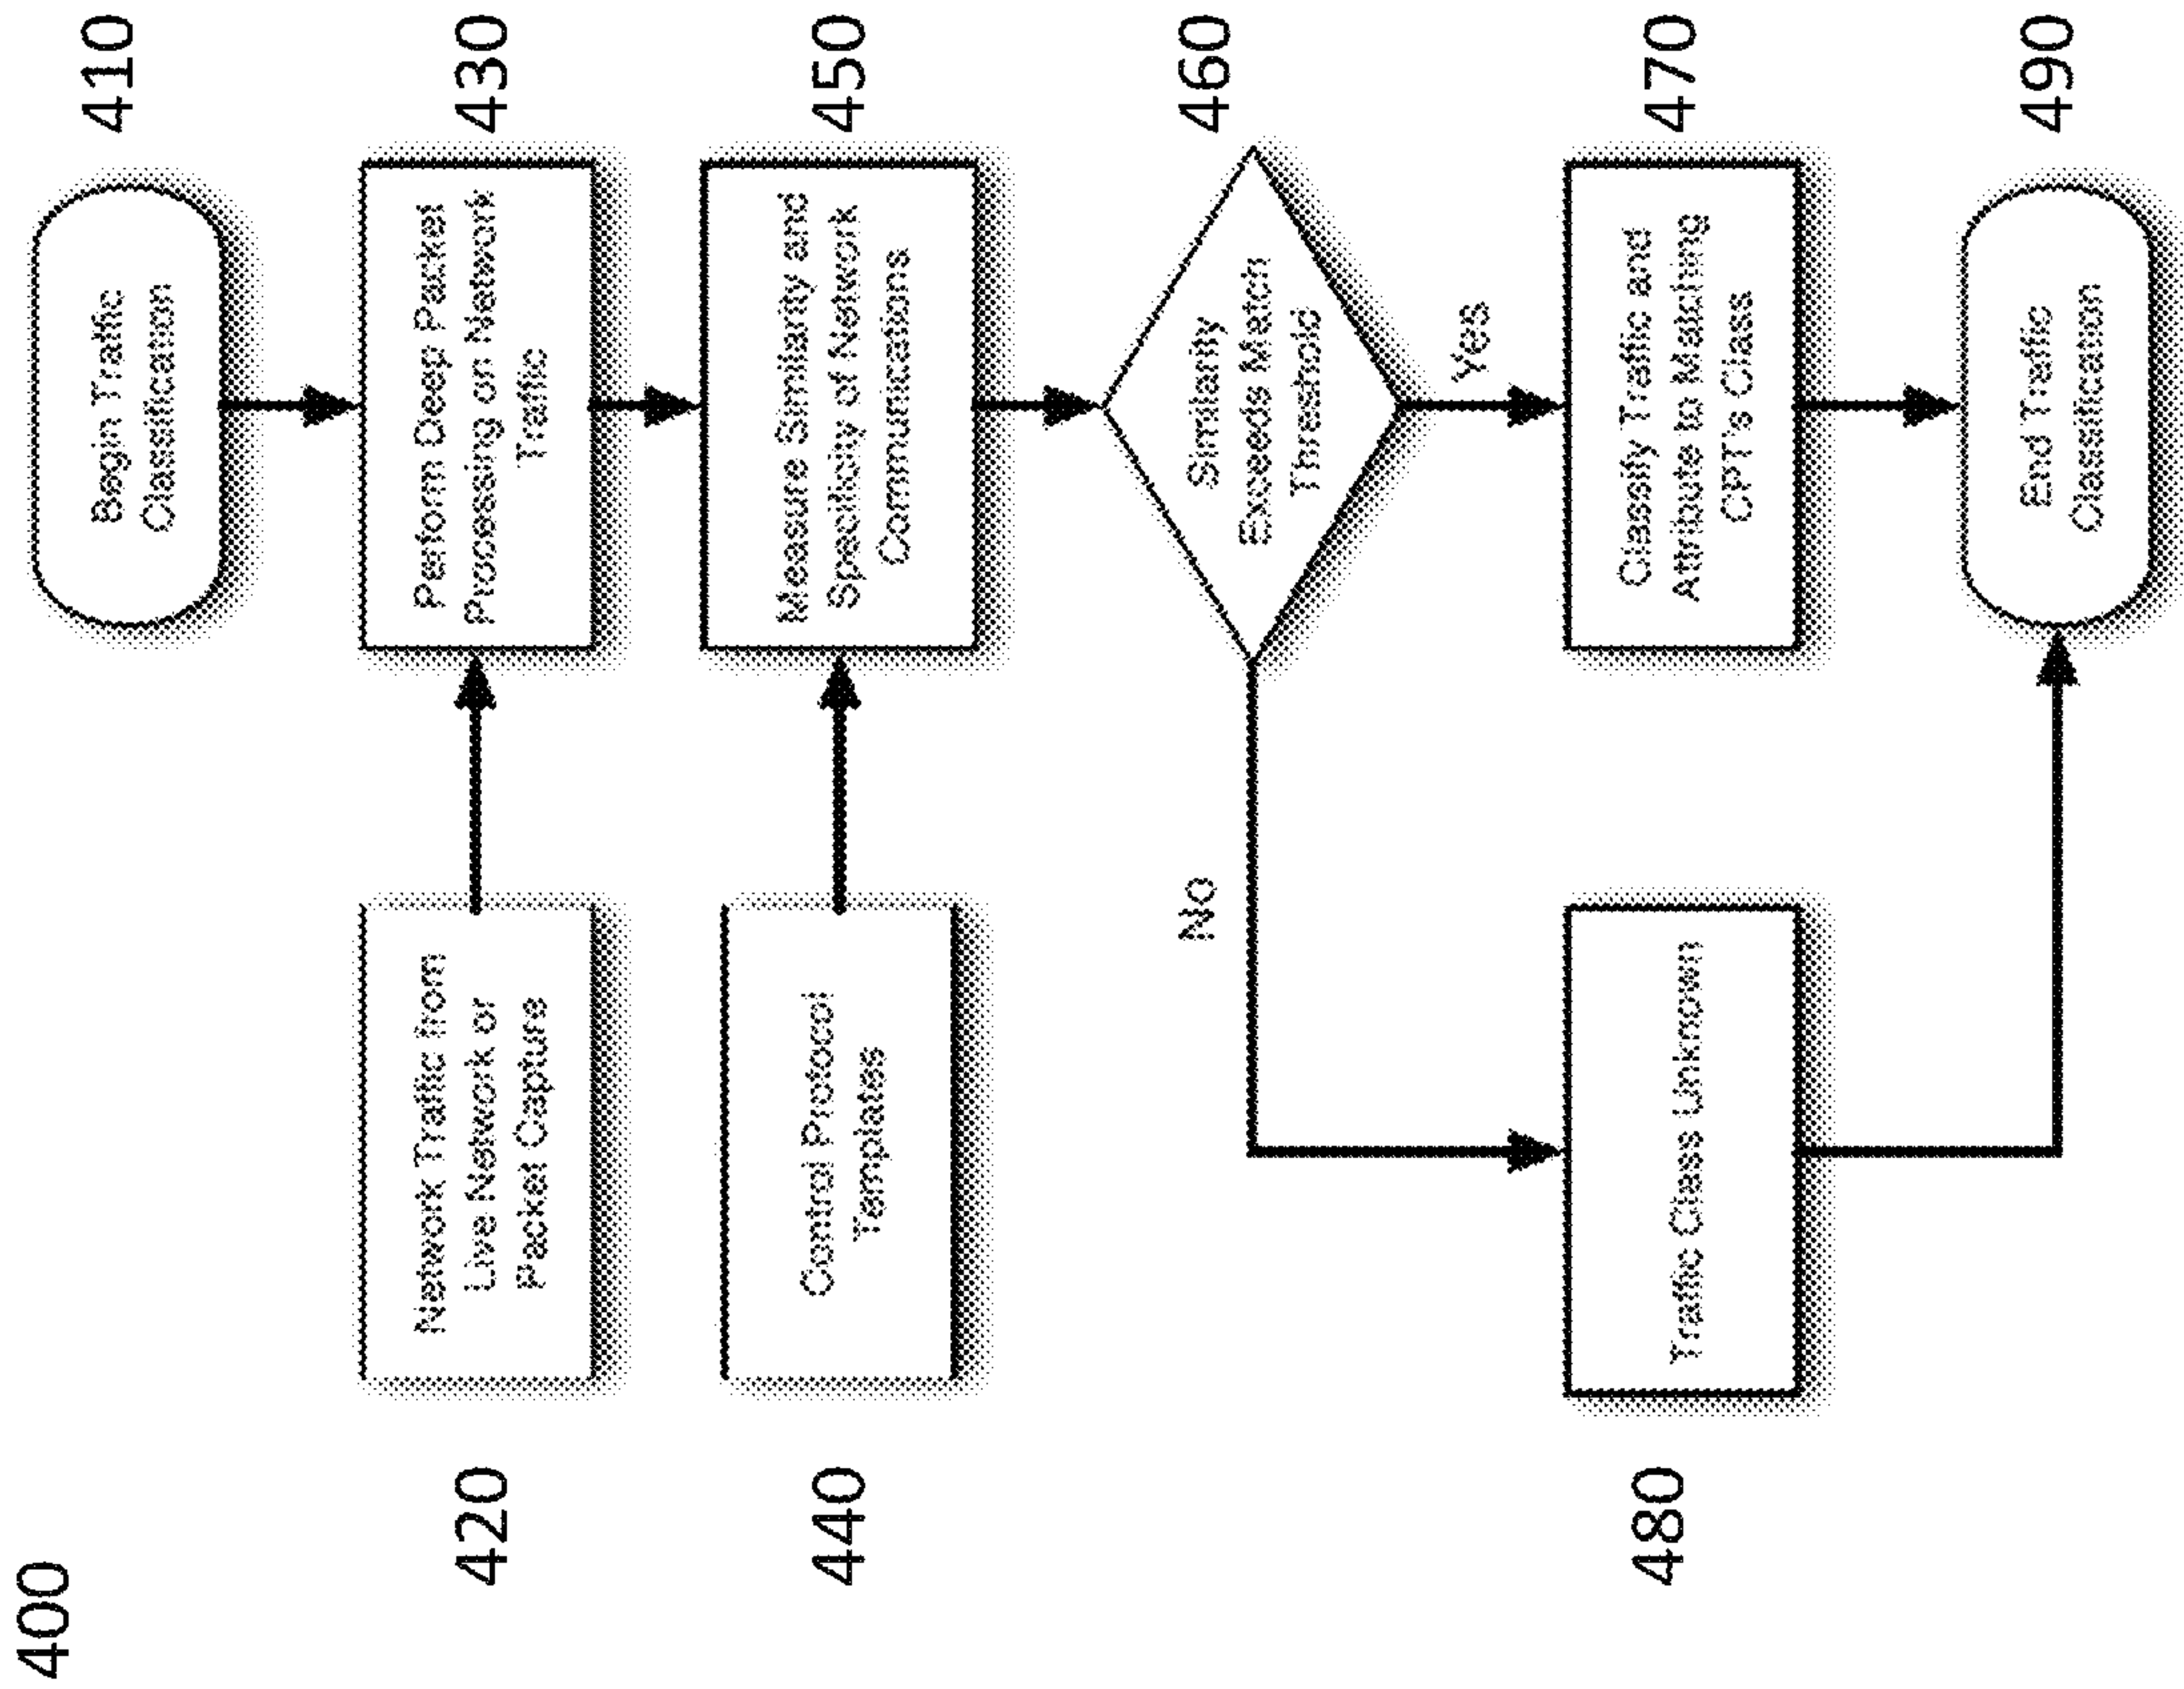 400
Begin Traffic
Classification
410
420
Network Traffic from
Live Network or
Packet Capture
Perform Deep Packet
Processing on Network
Traffic
430
440
Control Protocol
Templates
Measure Similarity and
Specificity of Network
Communications
450
No
Similarity
Exceeds Match
Threshold
460
Yes
480
Traffic Class Unknown
Classify Traffic and
Attribute to Matching
CPT's Class
470
End Traffic
Classification
490